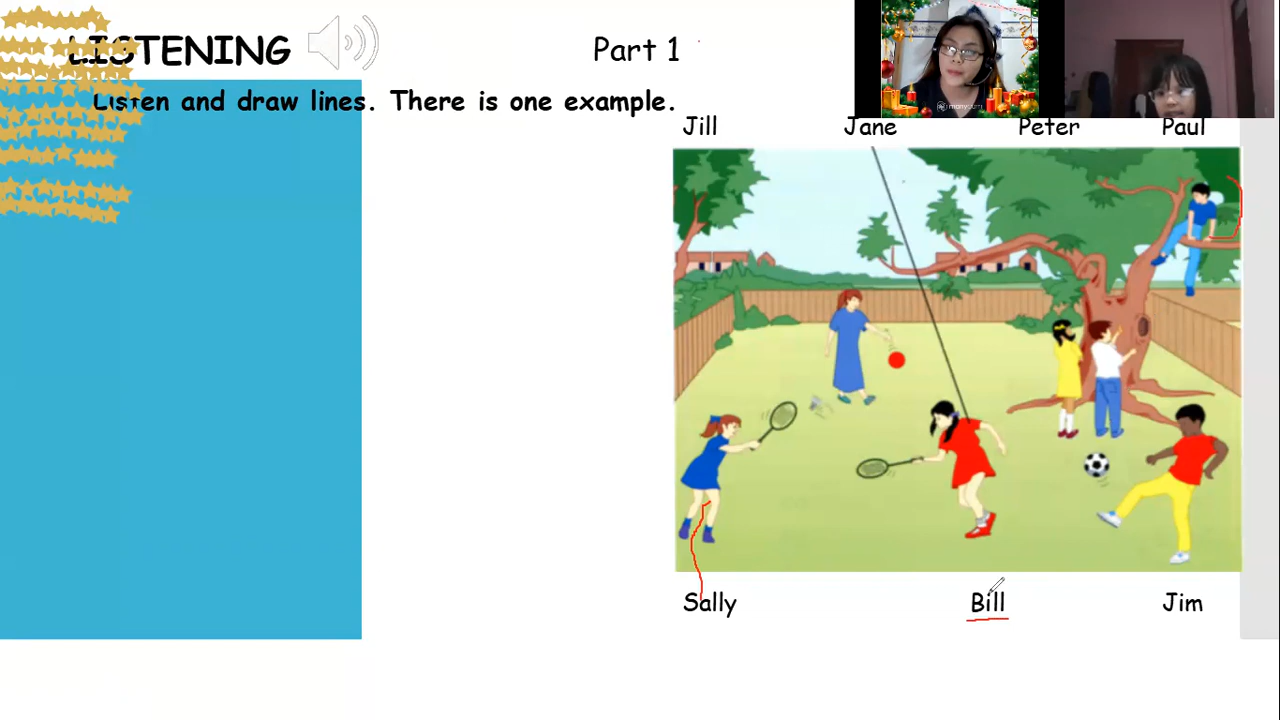 LISTENING
Part 1
Listen and draw lines. There is one example.
Jill Jane Peter Paul
Sally Bill Jim